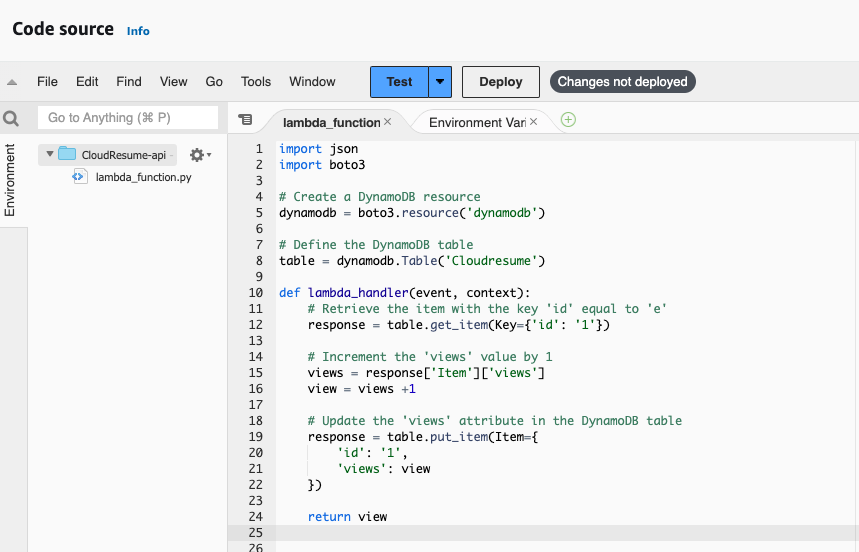 Code source Info
File Edit Find View Go Tools Window Test Deploy Changes not deployed
Go to Anything (⌘ P)
lambda_function × Environment Vari ×
Environment
CloudResume-api -
lambda_function.py
1 import json
2 import boto3
3
4 # Create a DynamoDB resource
5 dynamodb = boto3.resource('dynamodb')
6
7 # Define the DynamoDB table
8 table = dynamodb.Table('Cloudresume')
9
10 def lambda_handler(event, context):
11     # Retrieve the item with the key 'id' equal to 'e'
12     response = table.get_item(Key={'id': '1'})
13
14     # Increment the 'views' value by 1
15     views = response['Item']['views']
16     view = views +1
17
18     # Update the 'views' attribute in the DynamoDB table
19     response = table.put_item(Item={
20         'id': '1',
21         'views': view
22     })
23
24     return view
25
26